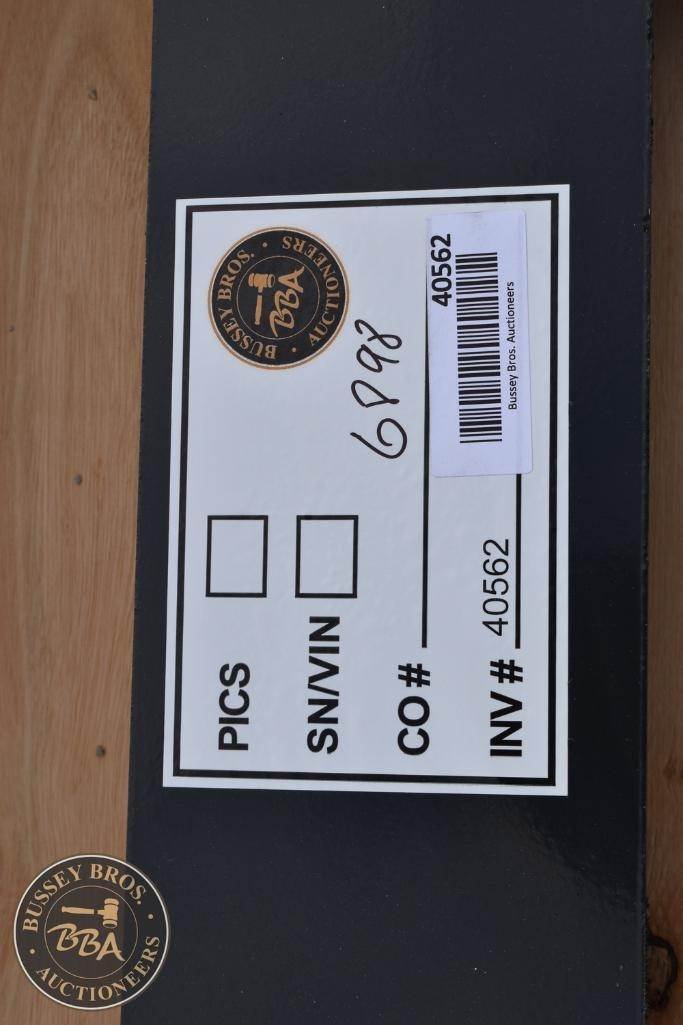 BUSSEY BROS.
BBA
AUCTIONEERS
PICS
SN/VIN
CO # 6898
INV # 40562
40562
Bussey Bros. Auctioneers
BUSSEY BROS.
BBA
AUCTIONEERS